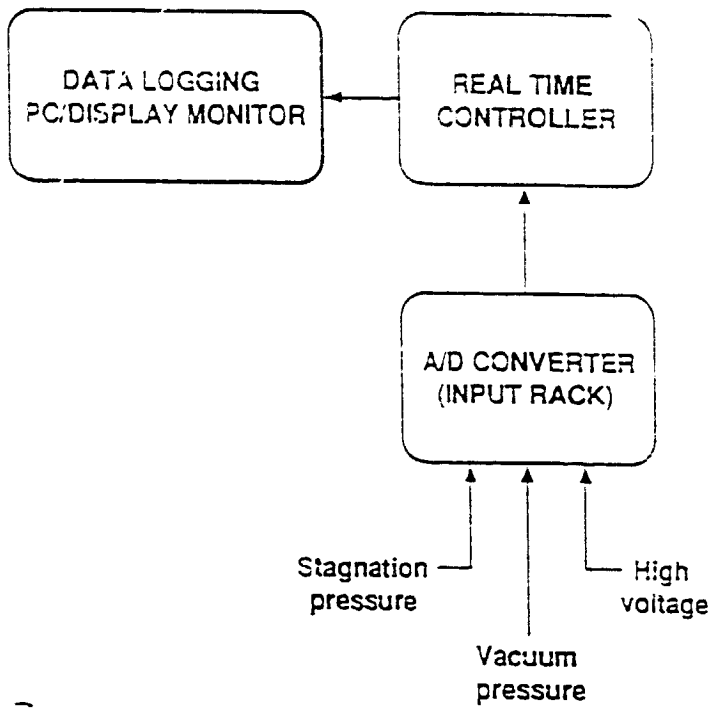 DATA LOGGING
PC/DISPLAY MONITOR
REAL TIME
CONTROLLER
A/D CONVERTER
(INPUT RACK)
Stagnation
pressure
High
voltage
Vacuum
pressure